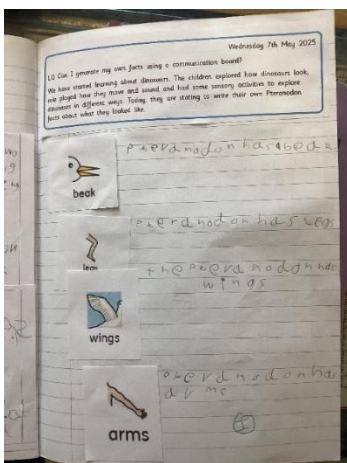 Wednesday 7th May 2025
LO Can I generate my own facts using a communication board?
We have started learning about dinosaurs. The children explored how dinosaurs look,
role played how they move and sound and had some sensory activities to explore
dinosaurs in different ways. Today, they are starting to write their own Pteranodon
facts about what they looked like.
pteranodon has a
beak
pteranodon has legs
legs
the pteranodon has
wings
wings
pteranodon has
arms
arms
I